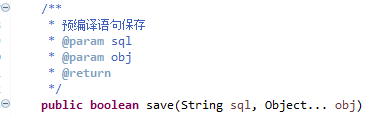 /**
* 预编译语句保存
* @param sql
* @param obj
* @return
*/
public boolean save(String sql, Object... obj)